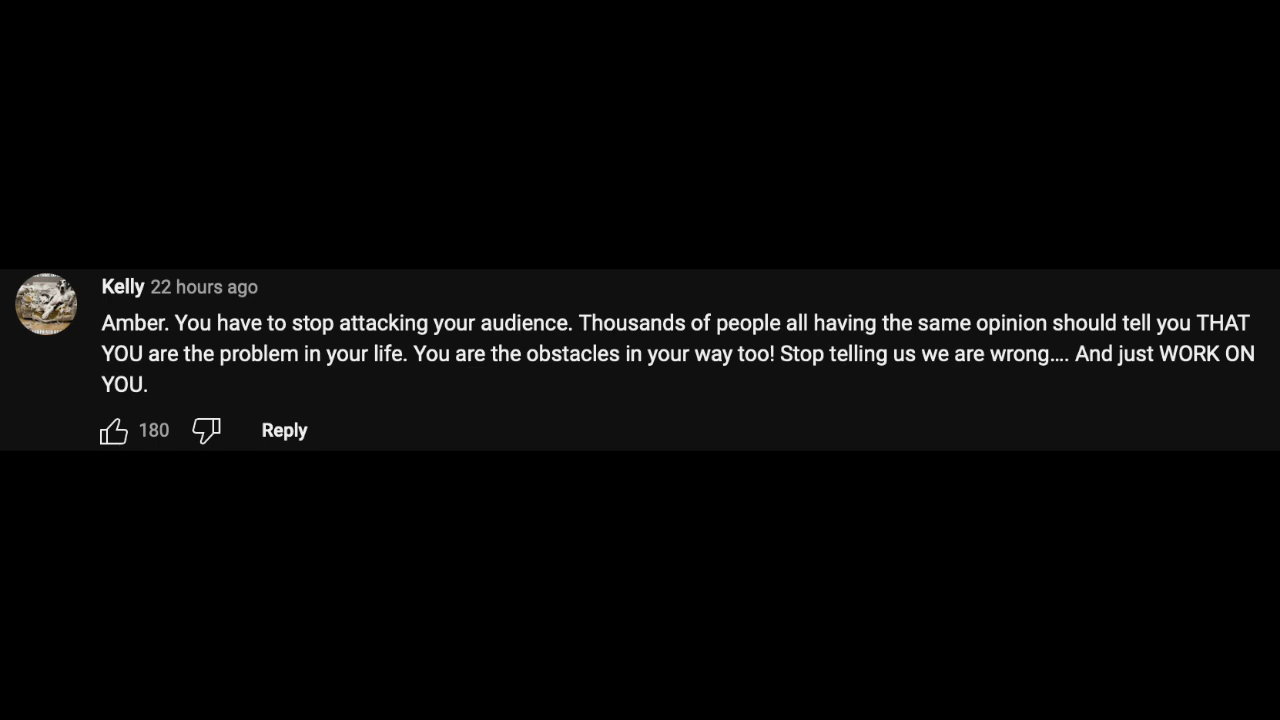 Kelly 22 hours ago
Amber. You have to stop attacking your audience. Thousands of people all having the same opinion should tell you THAT
YOU are the problem in your life. You are the obstacles in your way too! Stop telling us we are wrong.... And just WORK ON
YOU.
180 Reply